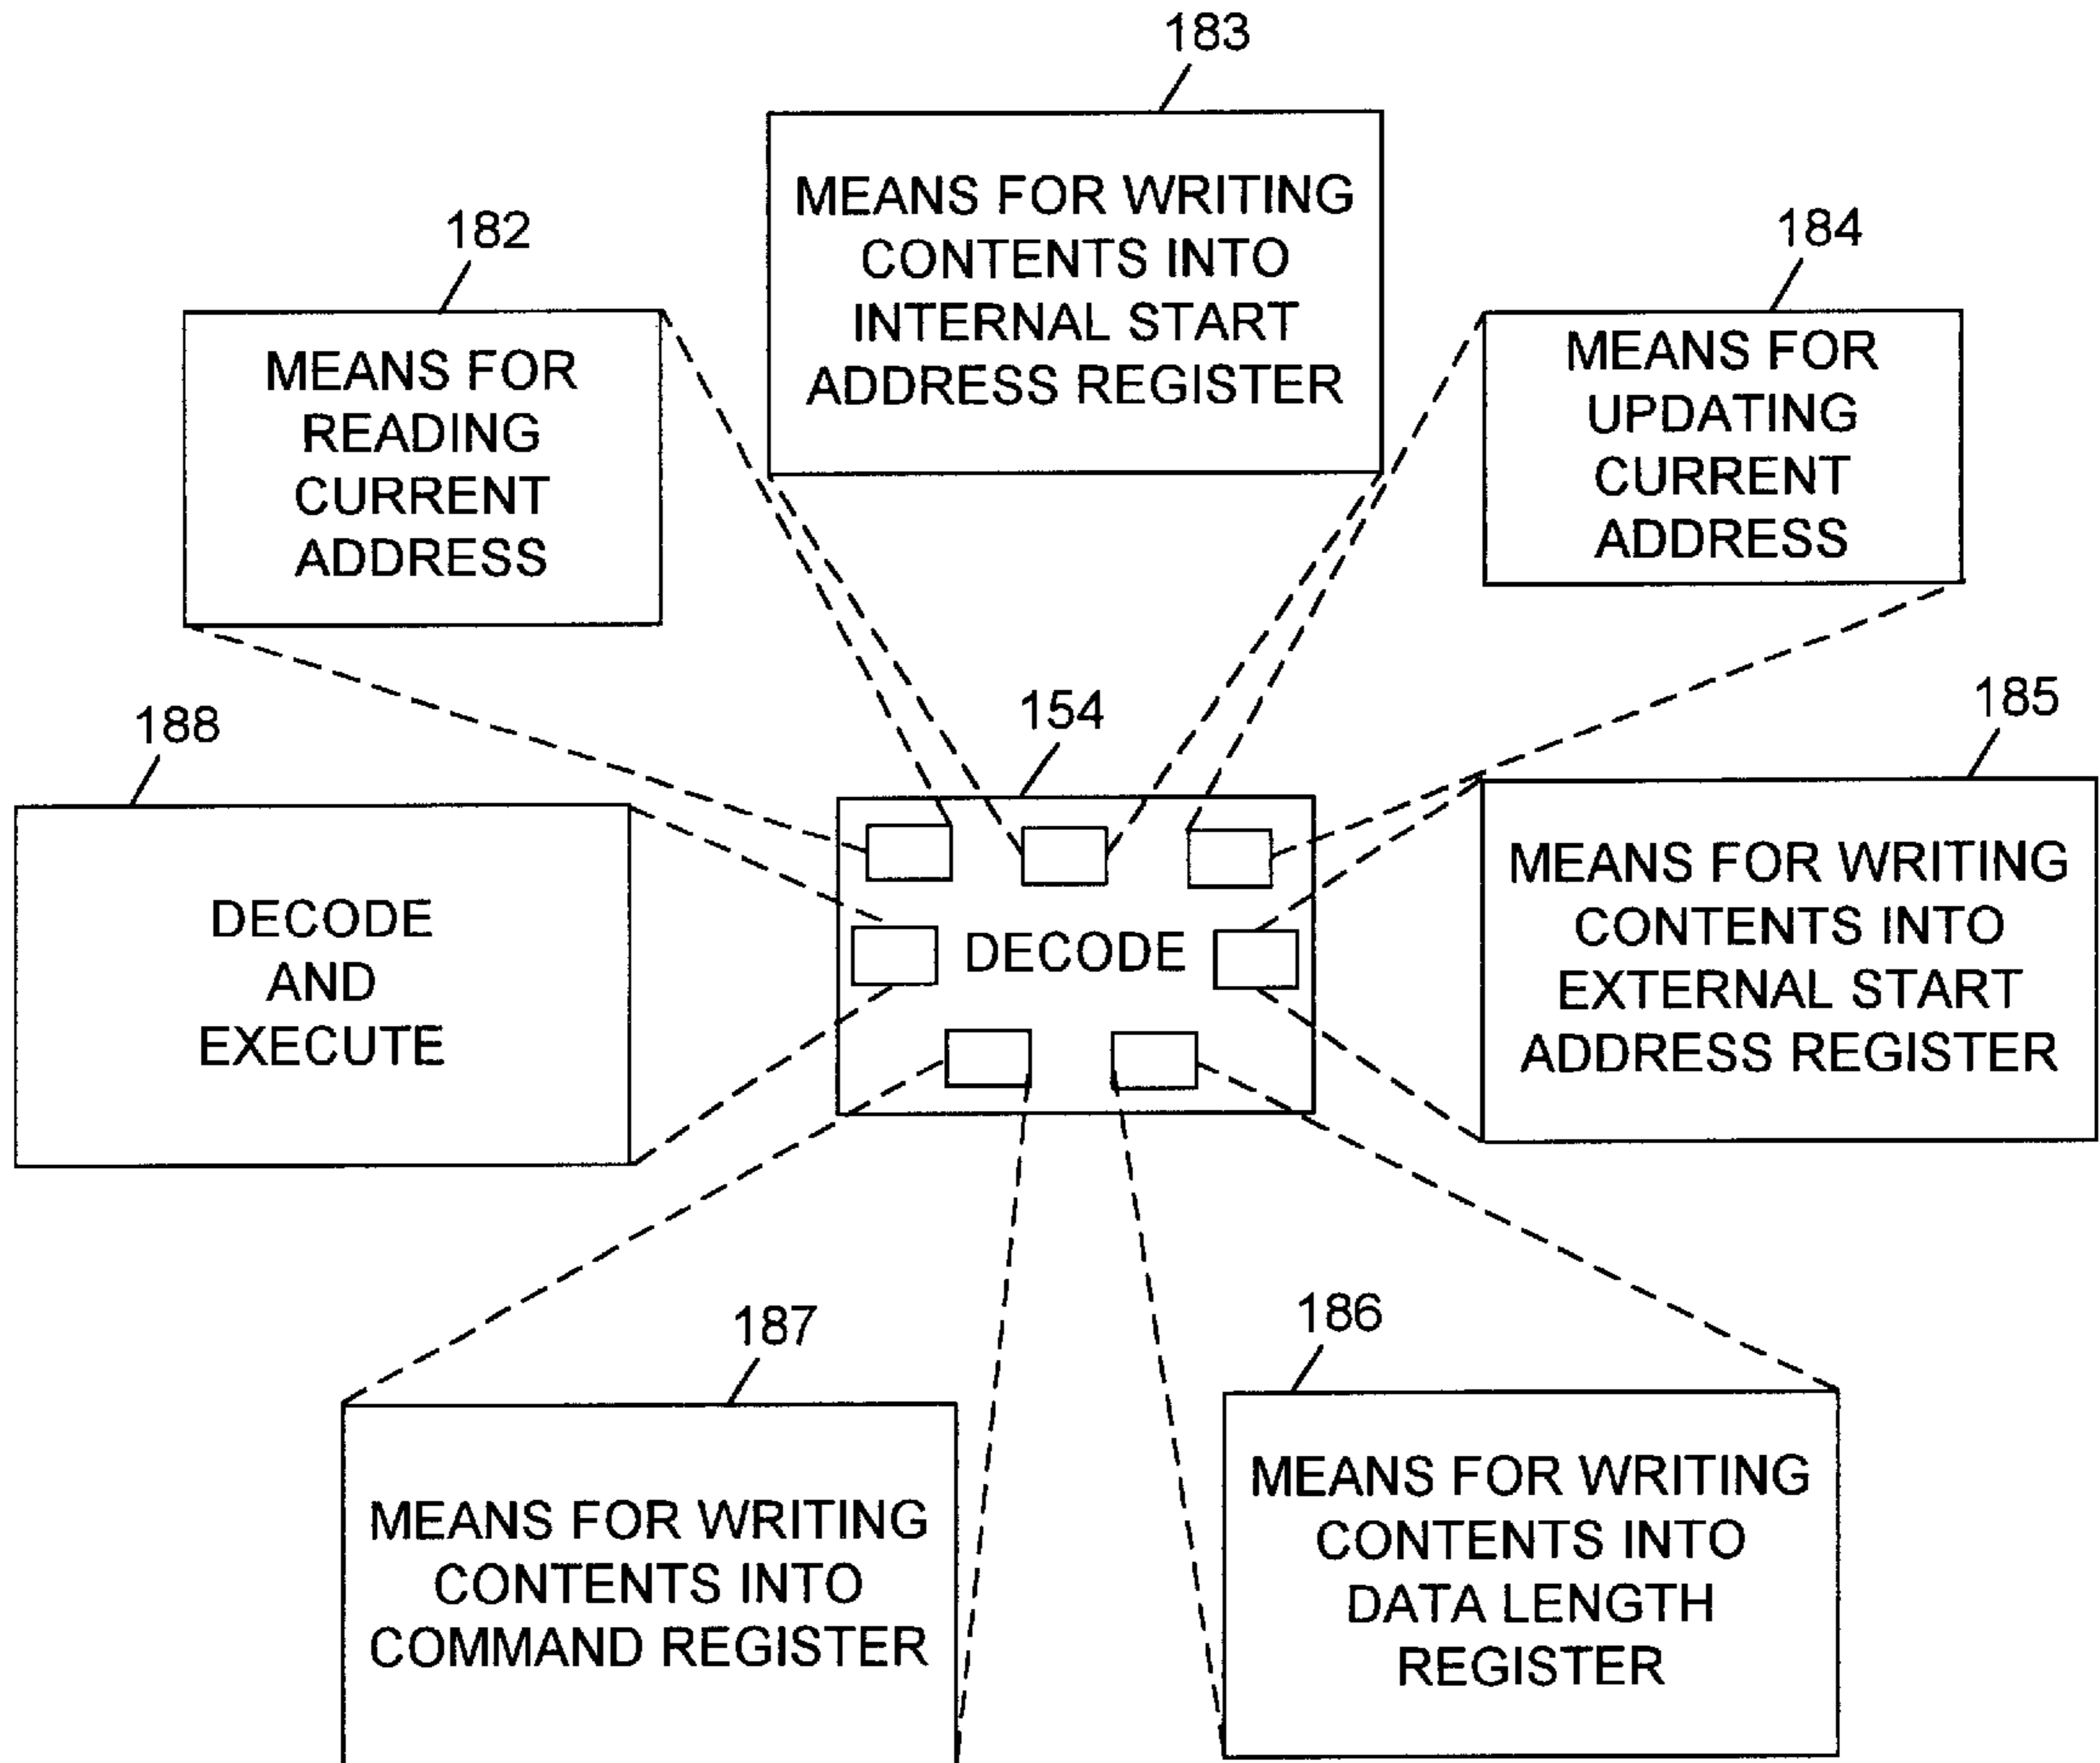 183
MEANS FOR WRITING
CONTENTS INTO
INTERNAL START
ADDRESS REGISTER
182
MEANS FOR
READING
CURRENT
ADDRESS
184
MEANS FOR
UPDATING
CURRENT
ADDRESS
188
DECODE
AND
EXECUTE
154
DECODE
185
MEANS FOR WRITING
CONTENTS INTO
EXTERNAL START
ADDRESS REGISTER
187
MEANS FOR WRITING
CONTENTS INTO
COMMAND REGISTER
186
MEANS FOR WRITING
CONTENTS INTO
DATA LENGTH
REGISTER